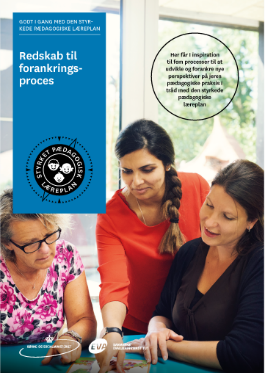 GODT I GANG MED DEN STYR-
KEDE PÆDAGOGISKE LÆREPLAN
Redskab til
forankrings-
proces
Her får I inspiration
til fem processer til at
udvikle og forankre nye
perspektiver på jeres
pædagogiske praksis i
tråd med den styrkede
pædagogiske
læreplan
STYRKET PÆDAGOGISK
LÆREPLAN
EVA